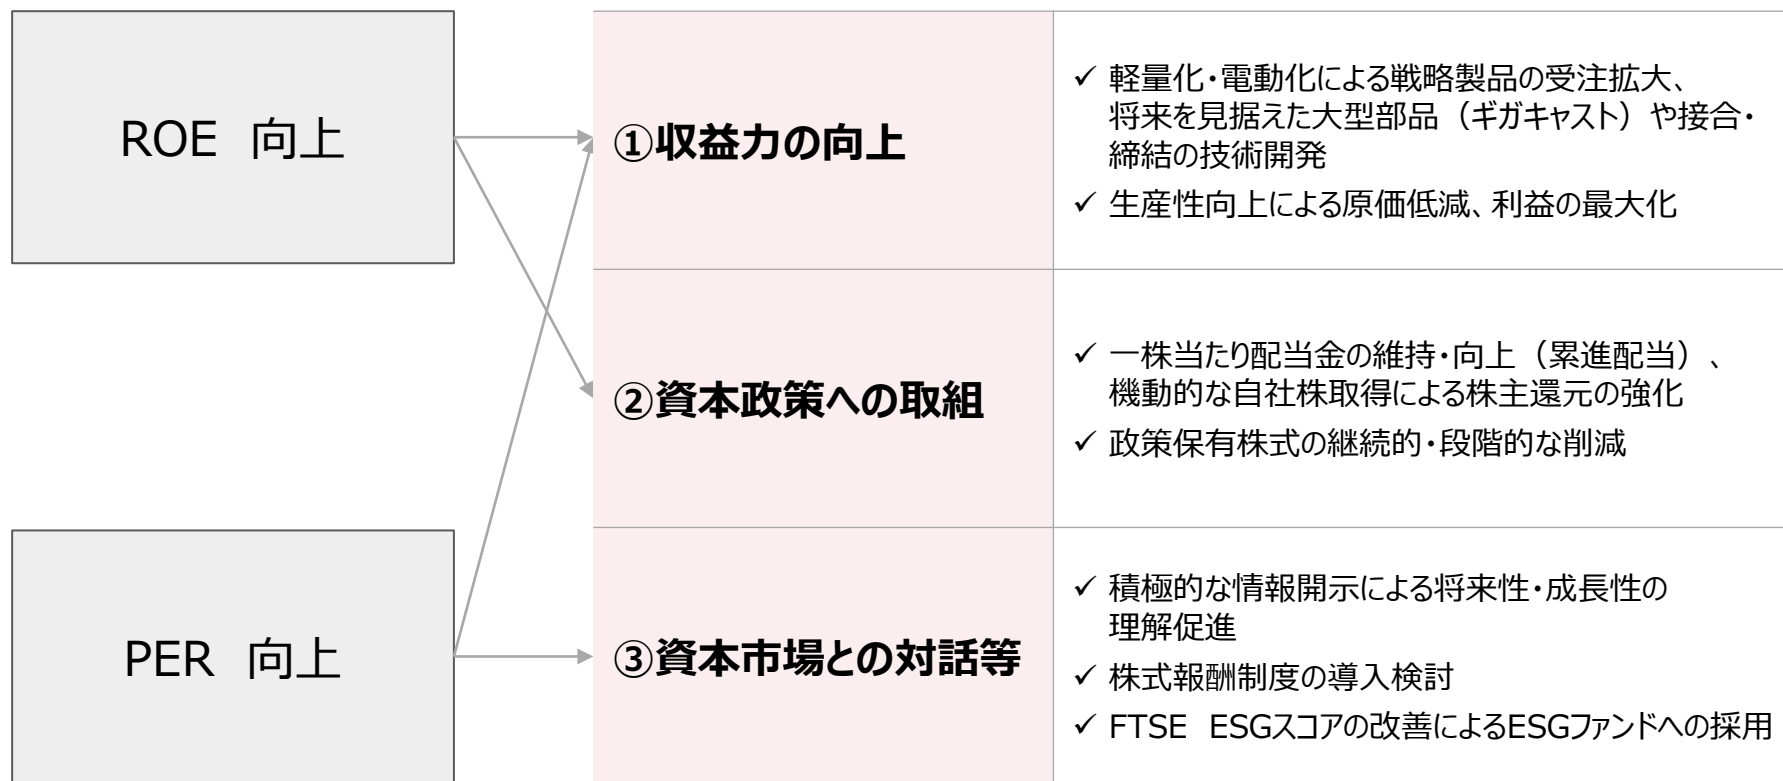 ROE 向上
①収益力の向上
✓ 軽量化・電動化による戦略製品の受注拡大、
将来を見据えた大型部品（ギガキャスト）や接合・
締結の技術開発
✓ 生産性向上による原価低減、利益の最大化
②資本政策への取組
✓ 一株当たり配当金の維持・向上（累進配当）、
機動的な自社株取得による株主還元の強化
✓ 政策保有株式の継続的・段階的な削減
PER 向上
③資本市場との対話等
✓ 積極的な情報開示による将来性・成長性の
理解促進
✓ 株式報酬制度の導入検討
✓ FTSE ESGスコアの改善によるESGファンドへの採用